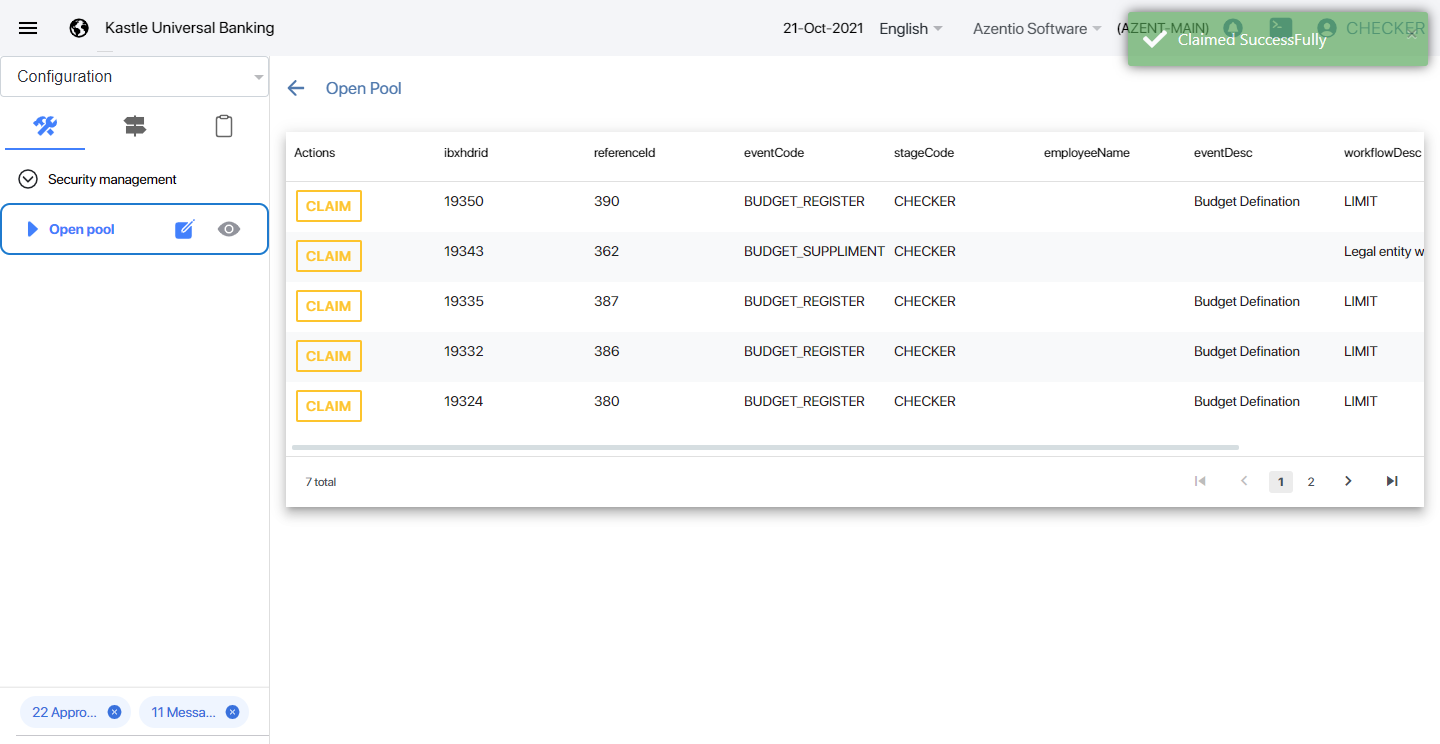 Kastle Universal Banking 21-Oct-2021 English Azentio Software (AZENT-MAIN) CHECKER
Claimed SuccessFully
Configuration
Open Pool
Security management
Open pool
Actions ibxhdrid referenceId eventCode stageCode employeeName eventDesc workflowDesc
CLAIM 19350 390 BUDGET_REGISTER CHECKER Budget Defination LIMIT
CLAIM 19343 362 BUDGET_SUPPLIMENT CHECKER Legal entity w
CLAIM 19335 387 BUDGET_REGISTER CHECKER Budget Defination LIMIT
CLAIM 19332 386 BUDGET_REGISTER CHECKER Budget Defination LIMIT
CLAIM 19324 380 BUDGET_REGISTER CHECKER Budget Defination LIMIT
7 total 1 2
22 Appro... 11 Messa...